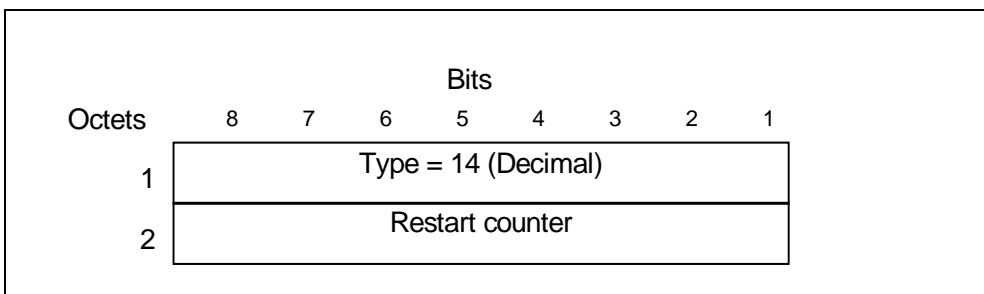 Bits
Octets 8 7 6 5 4 3 2 1
1 Type = 14 (Decimal)
2 Restart counter